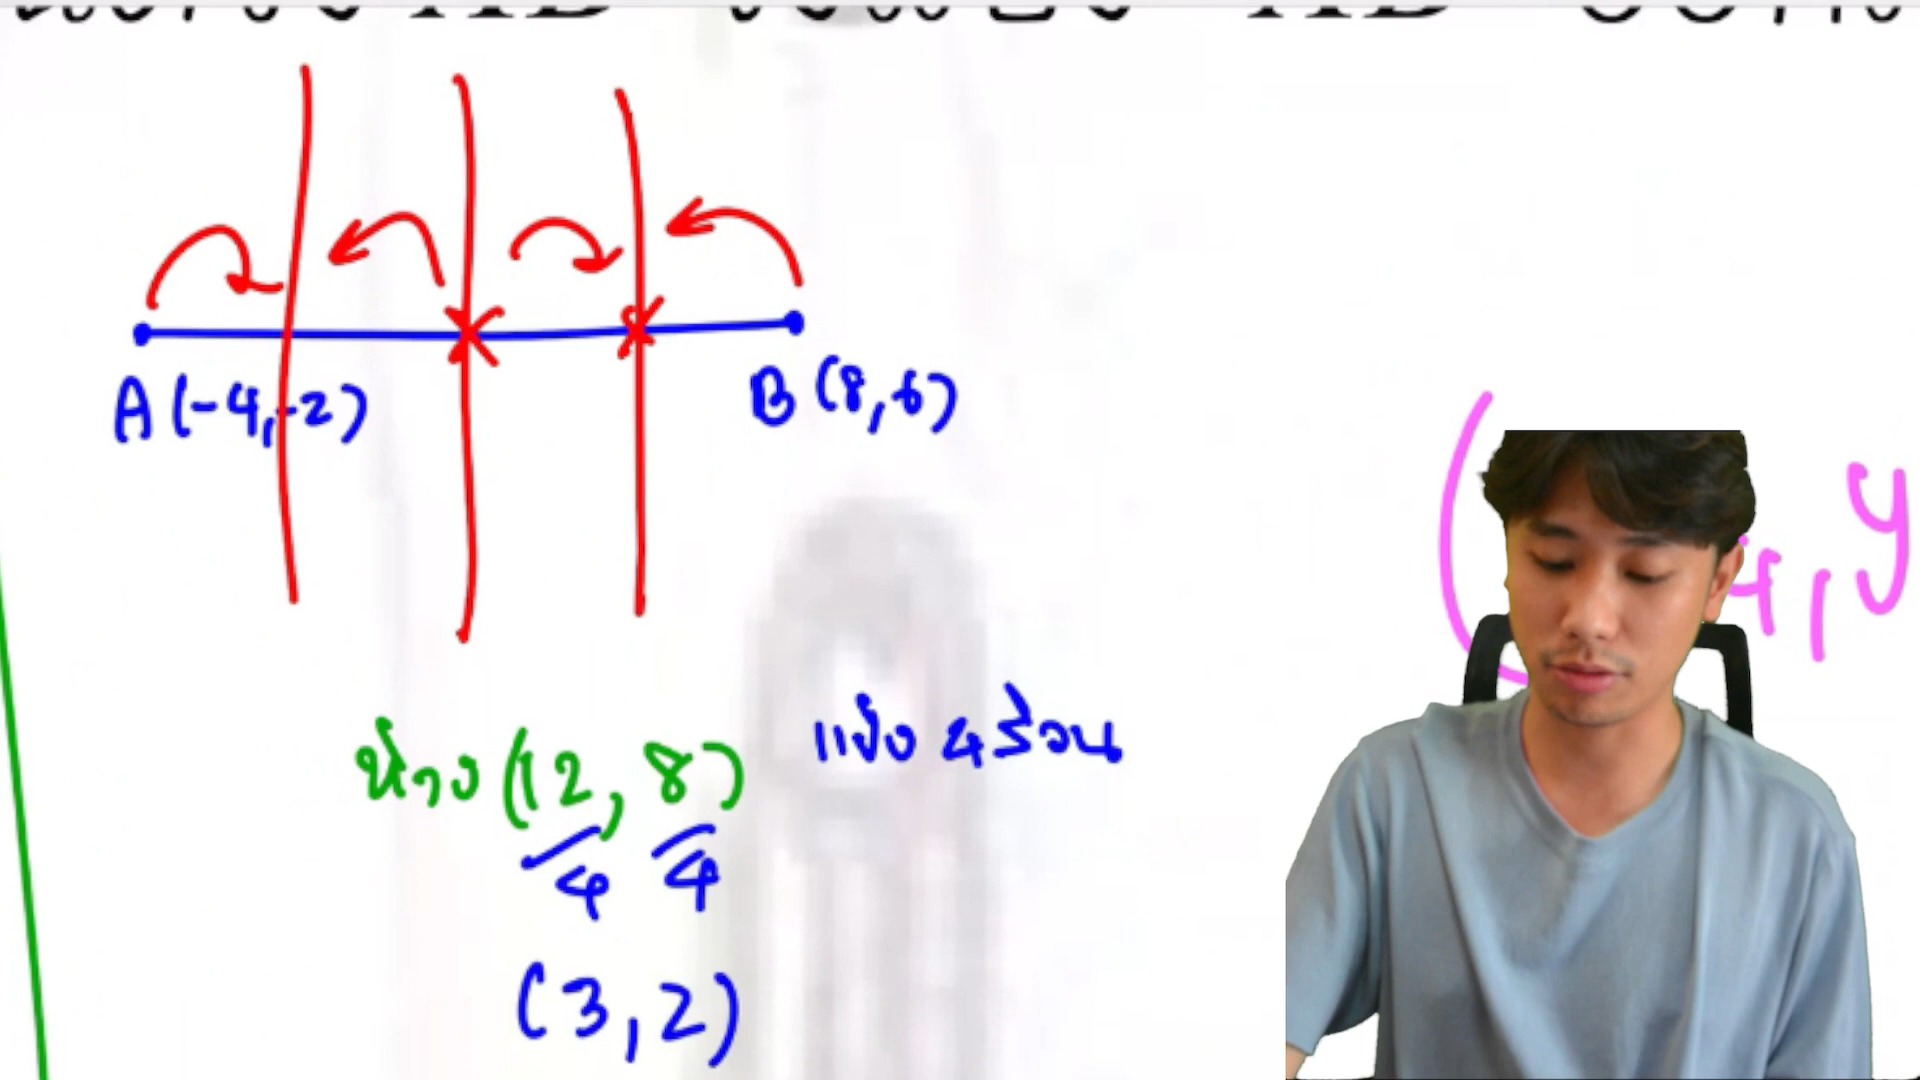 A(-4,-2)
B(8,6)
ห่าง(12, 8) แบ่ง 4 ส่วน
4 4
(3,2)